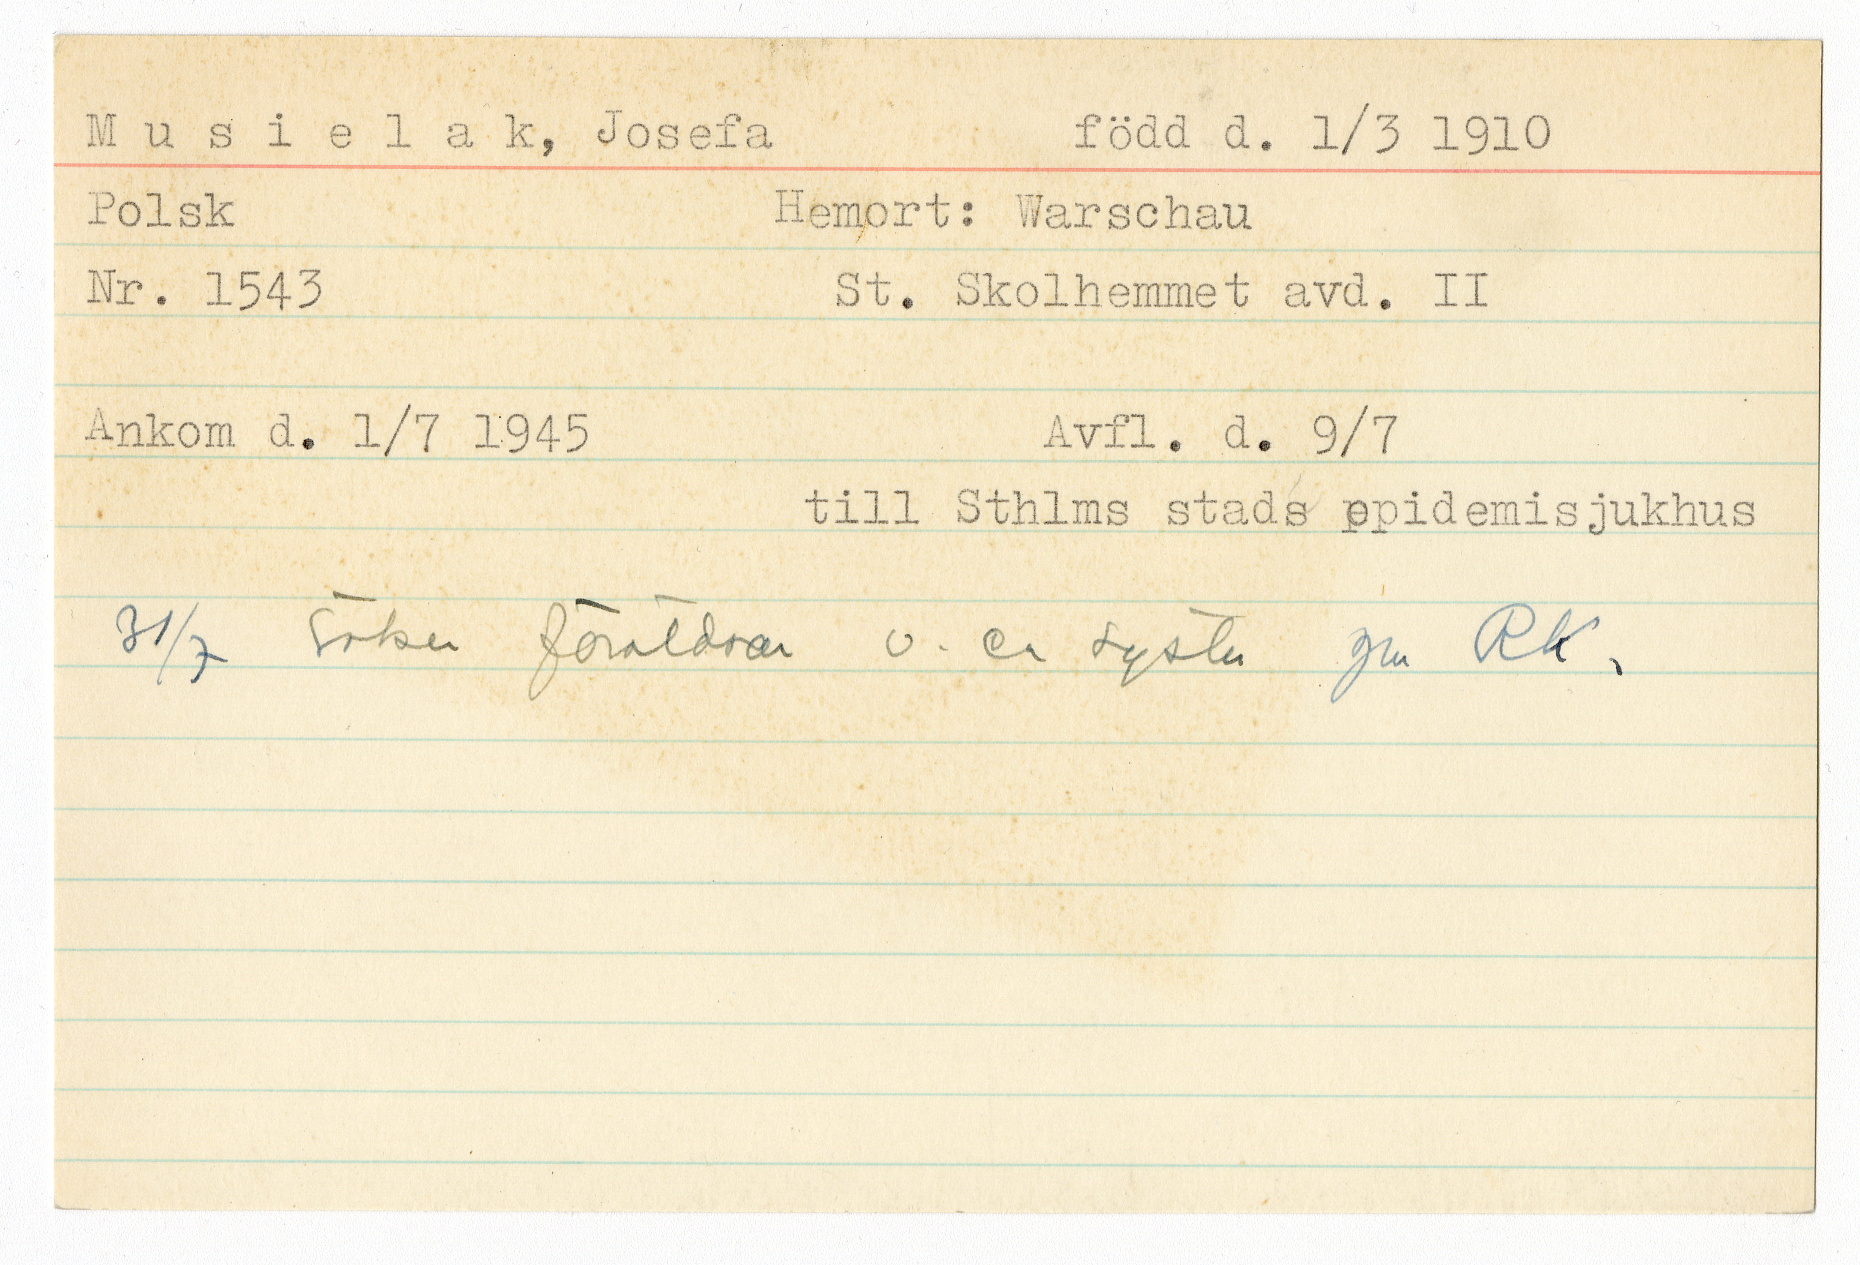 M u s i e l a k, Josefa född d. 1/3 1910
Polsk Hemort: Warschau
Nr. 1543 St. Skolhemmet avd. II
Ankom d. 1/7 1945 Avfl. d. 9/7
till Sthlms stads epidemisjukhus
31/7 Söker föräldrar o. en syster gm RK.